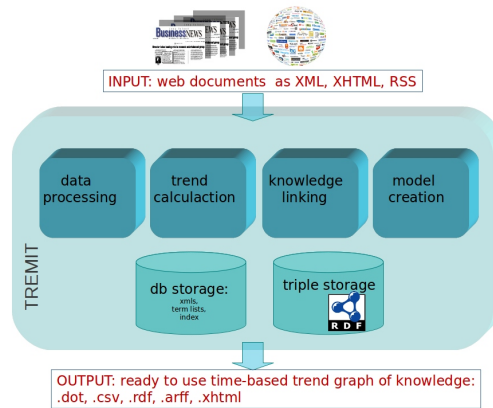 BUSINESSNEWS
INPUT: web documents as XML, XHTML, RSS
data
processing
trend
calculaction
knowledge
linking
model
creation
TREMIT
db storage:
xmls,
term lists,
index
triple storage
RDF
OUTPUT: ready to use time-based trend graph of knowledge:
.dot, .csv, .rdf, .arff, .xhtml